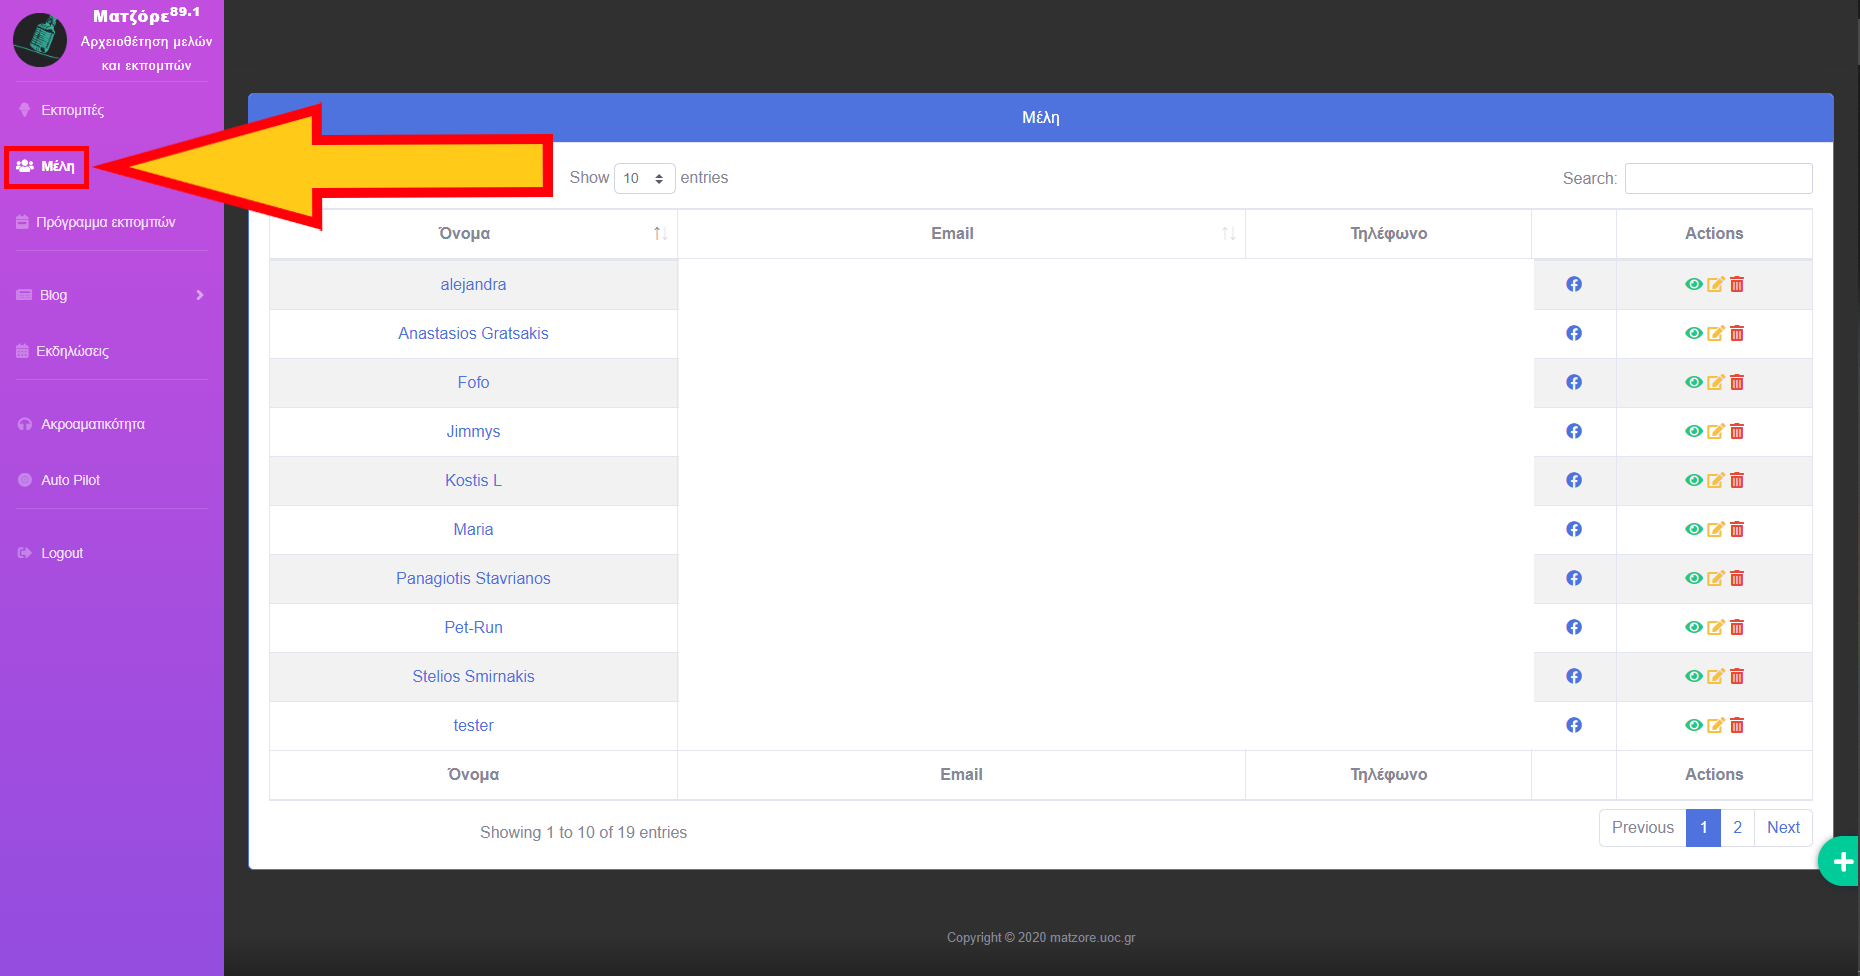 Ματζόρε89.1
Αρχειοθέτηση μελών
και εκπομπών
Εκπομπές
Μέλη
Πρόγραμμα εκπομπών
Blog
Εκδηλώσεις
Ακροαματικότητα
Auto Pilot
Logout
Μέλη
Show 10 entries
Search:
Όνομα Email Τηλέφωνο Actions
alejandra
Anastasios Gratsakis
Fofo
Jimmys
Kostis L
Maria
Panagiotis Stavrianos
Pet-Run
Stelios Smirnakis
tester
Όνομα Email Τηλέφωνο Actions
Showing 1 to 10 of 19 entries
Previous 1 2 Next
Copyright © 2020 matzore.uoc.gr